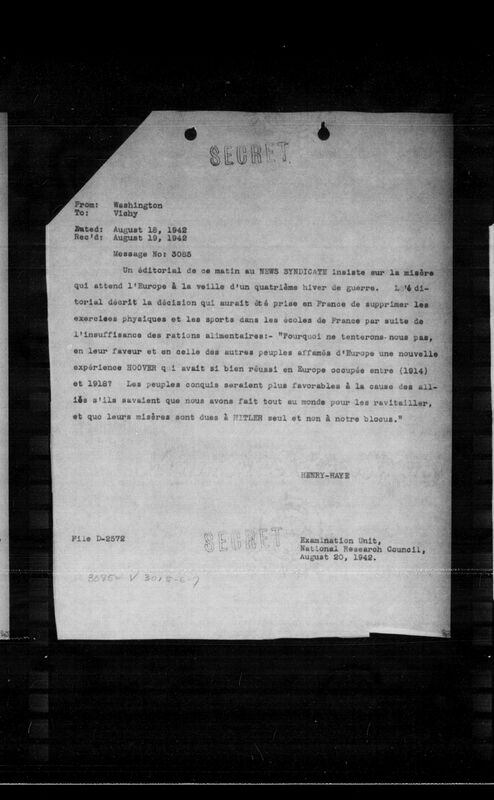 SECRET
From: Washington
To: Vichy
Dated: August 18, 1942
Rec'd: August 19, 1942
Message No: 3085
Un éditorial de ce matin au NEWS SYNDICATE insiste sur la misère
qui attend l'Europe à la veille d'un quatrième hiver de guerre. L'édi-
torial décrit la décision qui aurait été prise en France de supprimer les
exercises physiques et les sports dans les écoles de France par suite de
l'insuffisance des rations alimentaires:- "Pourquoi ne tenterons-nous pas,
en leur faveur et en celle des autres peuples affamés d'Europe une nouvelle
expérience HOOVER qui avait si bien réussi en Europe occupée entre (1914)
et 1918? Les peuples conquis seraient plus favorables à la cause des all-
iés s'ils savaient que nous avons fait tout au monde pour les ravitailler,
et que leurs misères sont dues à HITLER seul et non à notre blocus."
HENRY-HAYE
File D-2572
SECRET
Examination Unit,
National Research Council,
August 20, 1942.